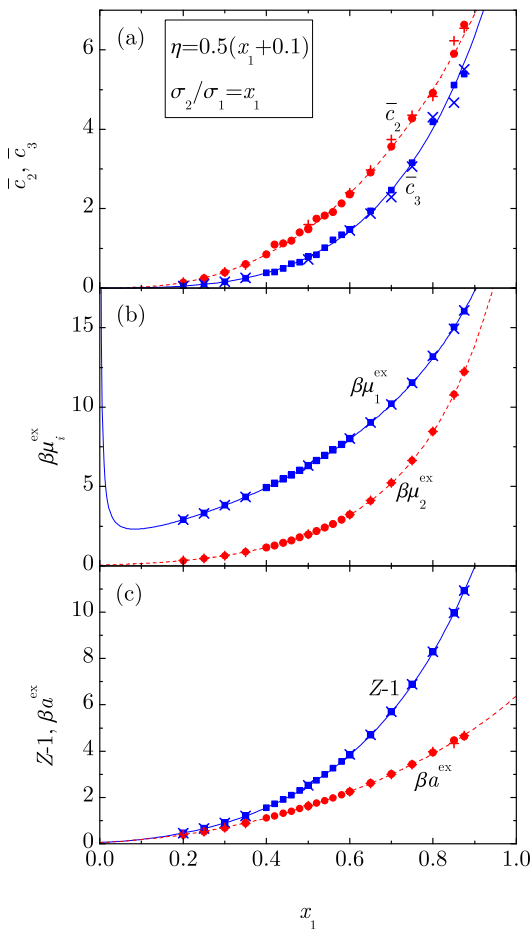 (a)
η=0.5(x₁+0.1)
σ₂/σ₁=x₁
c̅₂
c̅₃
c̅₂, c̅₃
6
4
2
0
(b)
βμ₁ᵉˣ
βμ₂ᵉˣ
βμᵢᵉˣ
15
10
5
0
(c)
Z-1
βaᵉˣ
Z-1, βaᵉˣ
10
8
6
4
2
0
0.0 0.2 0.4 0.6 0.8 1.0
x₁